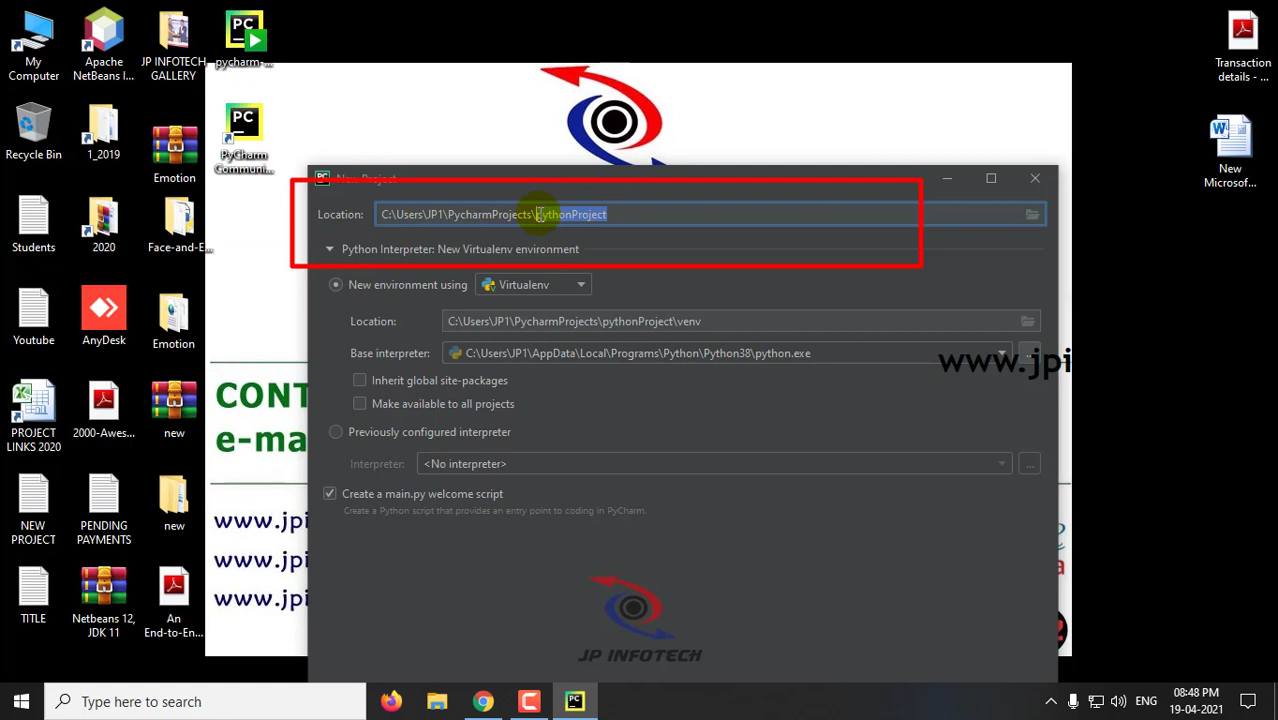 My
Computer
Apache
NetBeans I...
JP INFOTECH
GALLERY
pycharm-...
Transaction
details - ...
Recycle Bin
1_2019
Emotion
PyCharm
Communi...
New
Microsof...
New Project
Location: C:\Users\JP1\PycharmProjects\pythonProject
Python Interpreter: New Virtualenv environment
New environment using Virtualenv
Location: C:\Users\JP1\PycharmProjects\pythonProject\venv
Base interpreter: C:\Users\JP1\AppData\Local\Programs\Python\Python38\python.exe ...
www.jpi
Inherit global site-packages
Make available to all projects
Previously configured interpreter
Interpreter: <No interpreter> ...
Create a main.py welcome script
Create a Python script that provides an entry point to coding in PyCharm.
JP INFOTECH
Students
2020
Face-and-E...
Youtube
AnyDesk
Emotion
CONT
e-ma
PROJECT
LINKS 2020
2000-Awes...
new
NEW
PROJECT
PENDING
PAYMENTS
new
www.jpi
www.jpi
www.jpi
TITLE
Netbeans 12,
JDK 11
An
End-to-En...
Type here to search
ENG
08:48 PM
19-04-2021